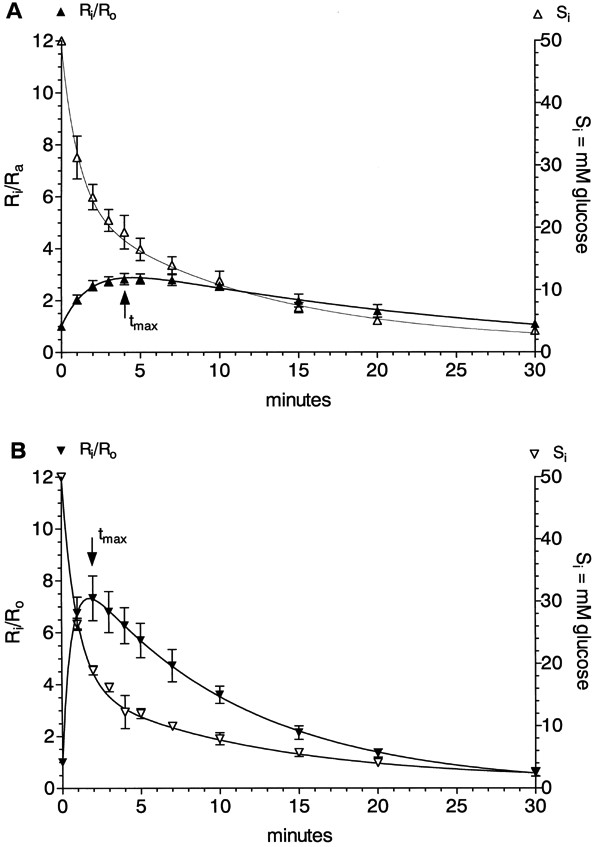 A
▲ Ri/Ro
△ Si
12
10
8
6
4
2
0
Ri/Ra
50
40
30
20
10
0
Si = mM glucose
tmax
0 5 10 15 20 25 30
minutes
B
▼ Ri/Ro
▽ Si
12
10
8
6
4
2
0
Ri/Ro
50
40
30
20
10
0
Si = mM glucose
tmax
0 5 10 15 20 25 30
minutes